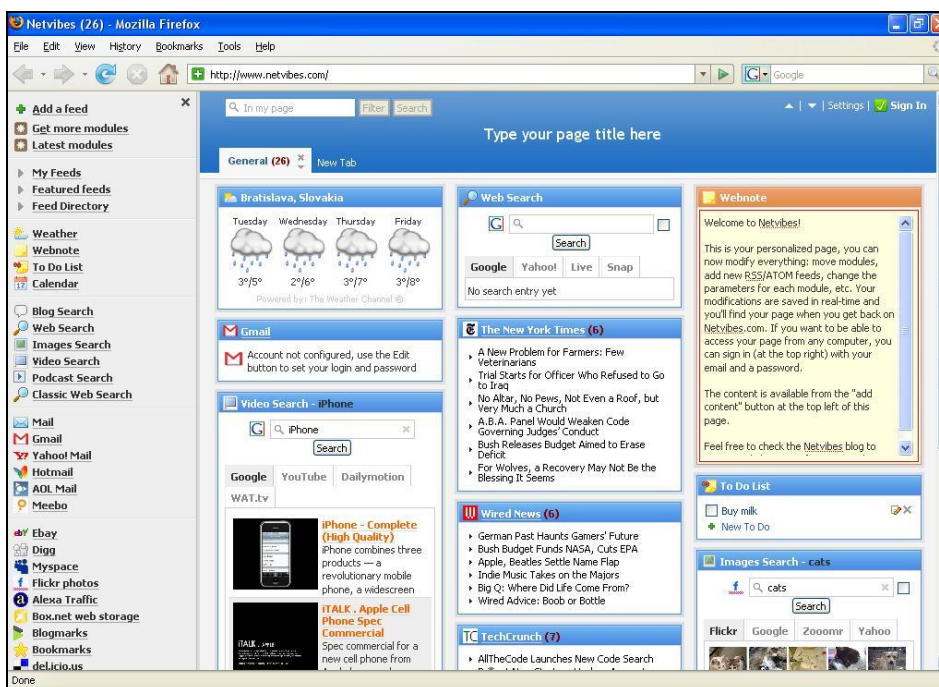 Netvibes (26) - Mozilla Firefox
File Edit View History Bookmarks Tools Help
http://www.netvibes.com/
Google
Add a feed
Get more modules
Latest modules
My Feeds
Featured feeds
Feed Directory
Weather
Webnote
To Do List
Calendar
Blog Search
Web Search
Images Search
Video Search
Podcast Search
Classic Web Search
Mail
Gmail
Yahoo! Mail
Hotmail
AOL Mail
Meebo
Ebay
Digg
Myspace
Flickr photos
Alexa Traffic
Box.net web storage
Blogmarks
Bookmarks
del.icio.us
In my page Filter Search
Settings | Sign In
Type your page title here
General (26) New Tab
Bratislava, Slovakia
Tuesday Wednesday Thursday Friday
3°/5° 2°/6° 3°/7° 3°/8°
Powered by: The Weather Channel ®
Gmail
Account not configured, use the Edit
button to set your login and password
Video Search - iPhone
iPhone
Search
Google YouTube Dailymotion
WAT.tv
iPhone - Complete
(High Quality)
iPhone combines three
products — a
revolutionary mobile
phone, a widescreen
iTALK . Apple Cell
Phone Spec
Commercial
Spec commercial for a
new cell phone from
Web Search
Search
Google Yahoo! Live Snap
No search entry yet
The New York Times (6)
A New Problem for Farmers: Few
Veterinarians
Trial Starts for Officer Who Refused to Go
to Iraq
No Altar, No Pews, Not Even a Roof, but
Very Much a Church
A.B.A. Panel Would Weaken Code
Governing Judges' Conduct
Bush Releases Budget Aimed to Erase
Deficit
For Wolves, a Recovery May Not Be the
Blessing It Seems
Wired News (6)
German Past Haunts Gamers' Future
Bush Budget Funds NASA, Cuts EPA
Apple, Beatles Settle Name Flap
Indie Music Takes on the Majors
Big Q: Where Did Life Come From?
Wired Advice: Boob or Bottle
TechCrunch (7)
AllTheCode Launches New Code Search
Webnote
Welcome to Netvibes!
This is your personalized page, you can
now modify everything: move modules,
add new RSS/ATOM feeds, change the
parameters for each module, etc. Your
modifications are saved in real-time and
you'll find your page when you get back on
Netvibes.com. If you want to be able to
access your page from any computer, you
can sign in (at the top right) with your
email and a password.
The content is available from the "add
content" button at the top left of this
page.
Feel free to check the Netvibes blog to
To Do List
Buy milk
New To Do
Images Search - cats
cats
Search
Flickr Google Zooomr Yahoo
Done